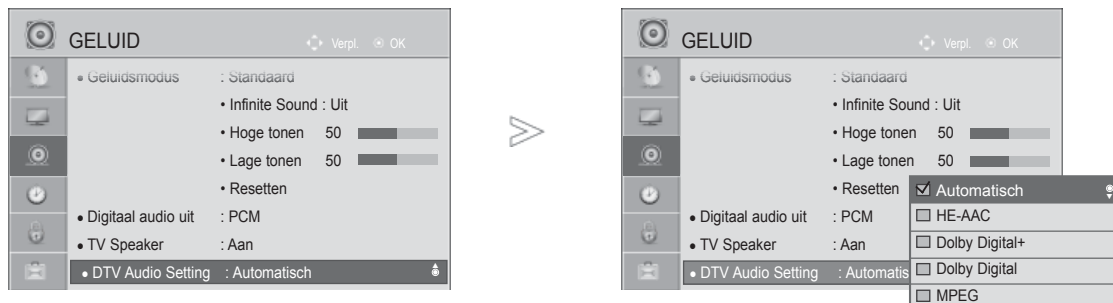 GELUID
Verpl. OK
• Geluidsmodus : Standaard
• Infinite Sound : Uit
• Hoge tonen 50
• Lage tonen 50
• Resetten
• Digitaal audio uit : PCM
• TV Speaker : Aan
• DTV Audio Setting : Automatisch
GELUID
Verpl. OK
• Geluidsmodus : Standaard
• Infinite Sound : Uit
• Hoge tonen 50
• Lage tonen 50
• Resetten
• Digitaal audio uit : PCM
• TV Speaker : Aan
• DTV Audio Setting : Automatis
Automatisch
HE-AAC
Dolby Digital+
Dolby Digital
MPEG